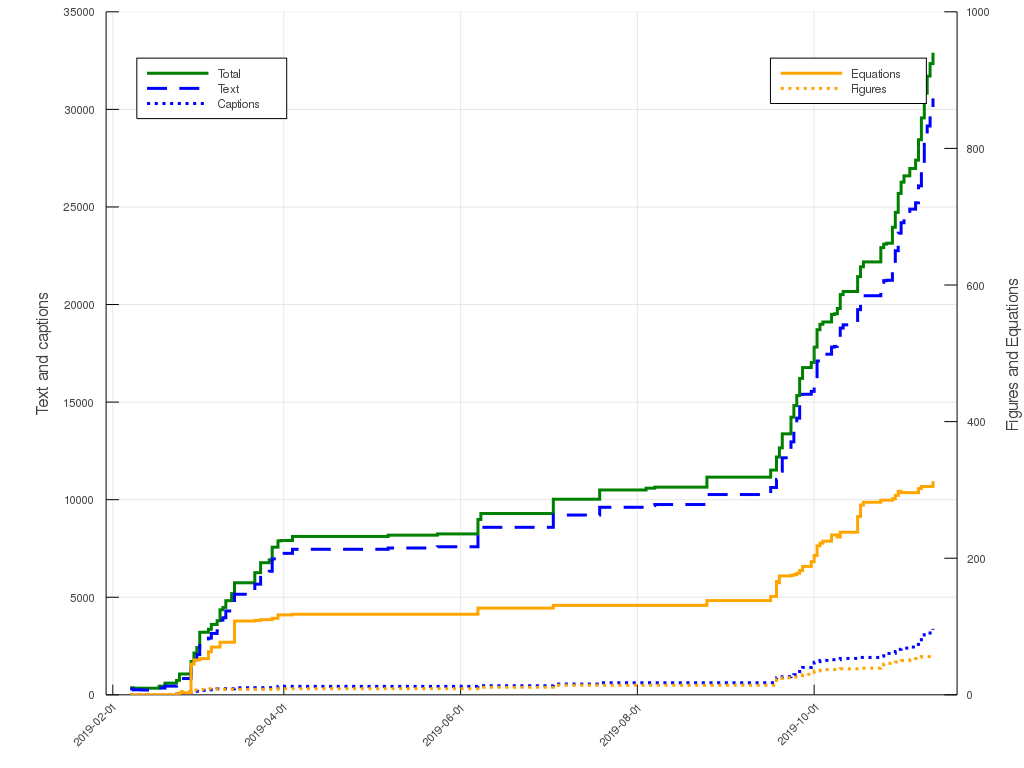 35000
30000
25000
20000
15000
10000
5000
0
Text and captions
Total
Text
Captions
Equations
Figures
1000
800
600
400
200
0
Figures and Equations
2019-02-01
2019-04-01
2019-06-01
2019-08-01
2019-10-01